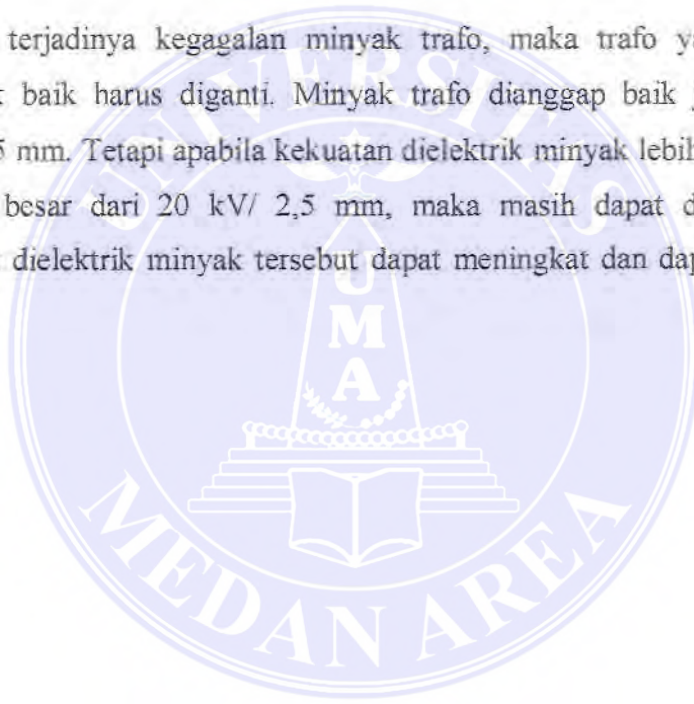 terjadinya kegagalan minyak trafo, maka trafo
baik harus diganti. Minyak trafo dianggap baik
5 mm. Tetapi apabila kekuatan dielektrik minyak lebih
besar dari 20 kV/ 2,5 mm, maka masih dapat
dielektrik minyak tersebut dapat meningkat dan
UNIVERSITAS
UMA
MEDAN AREA